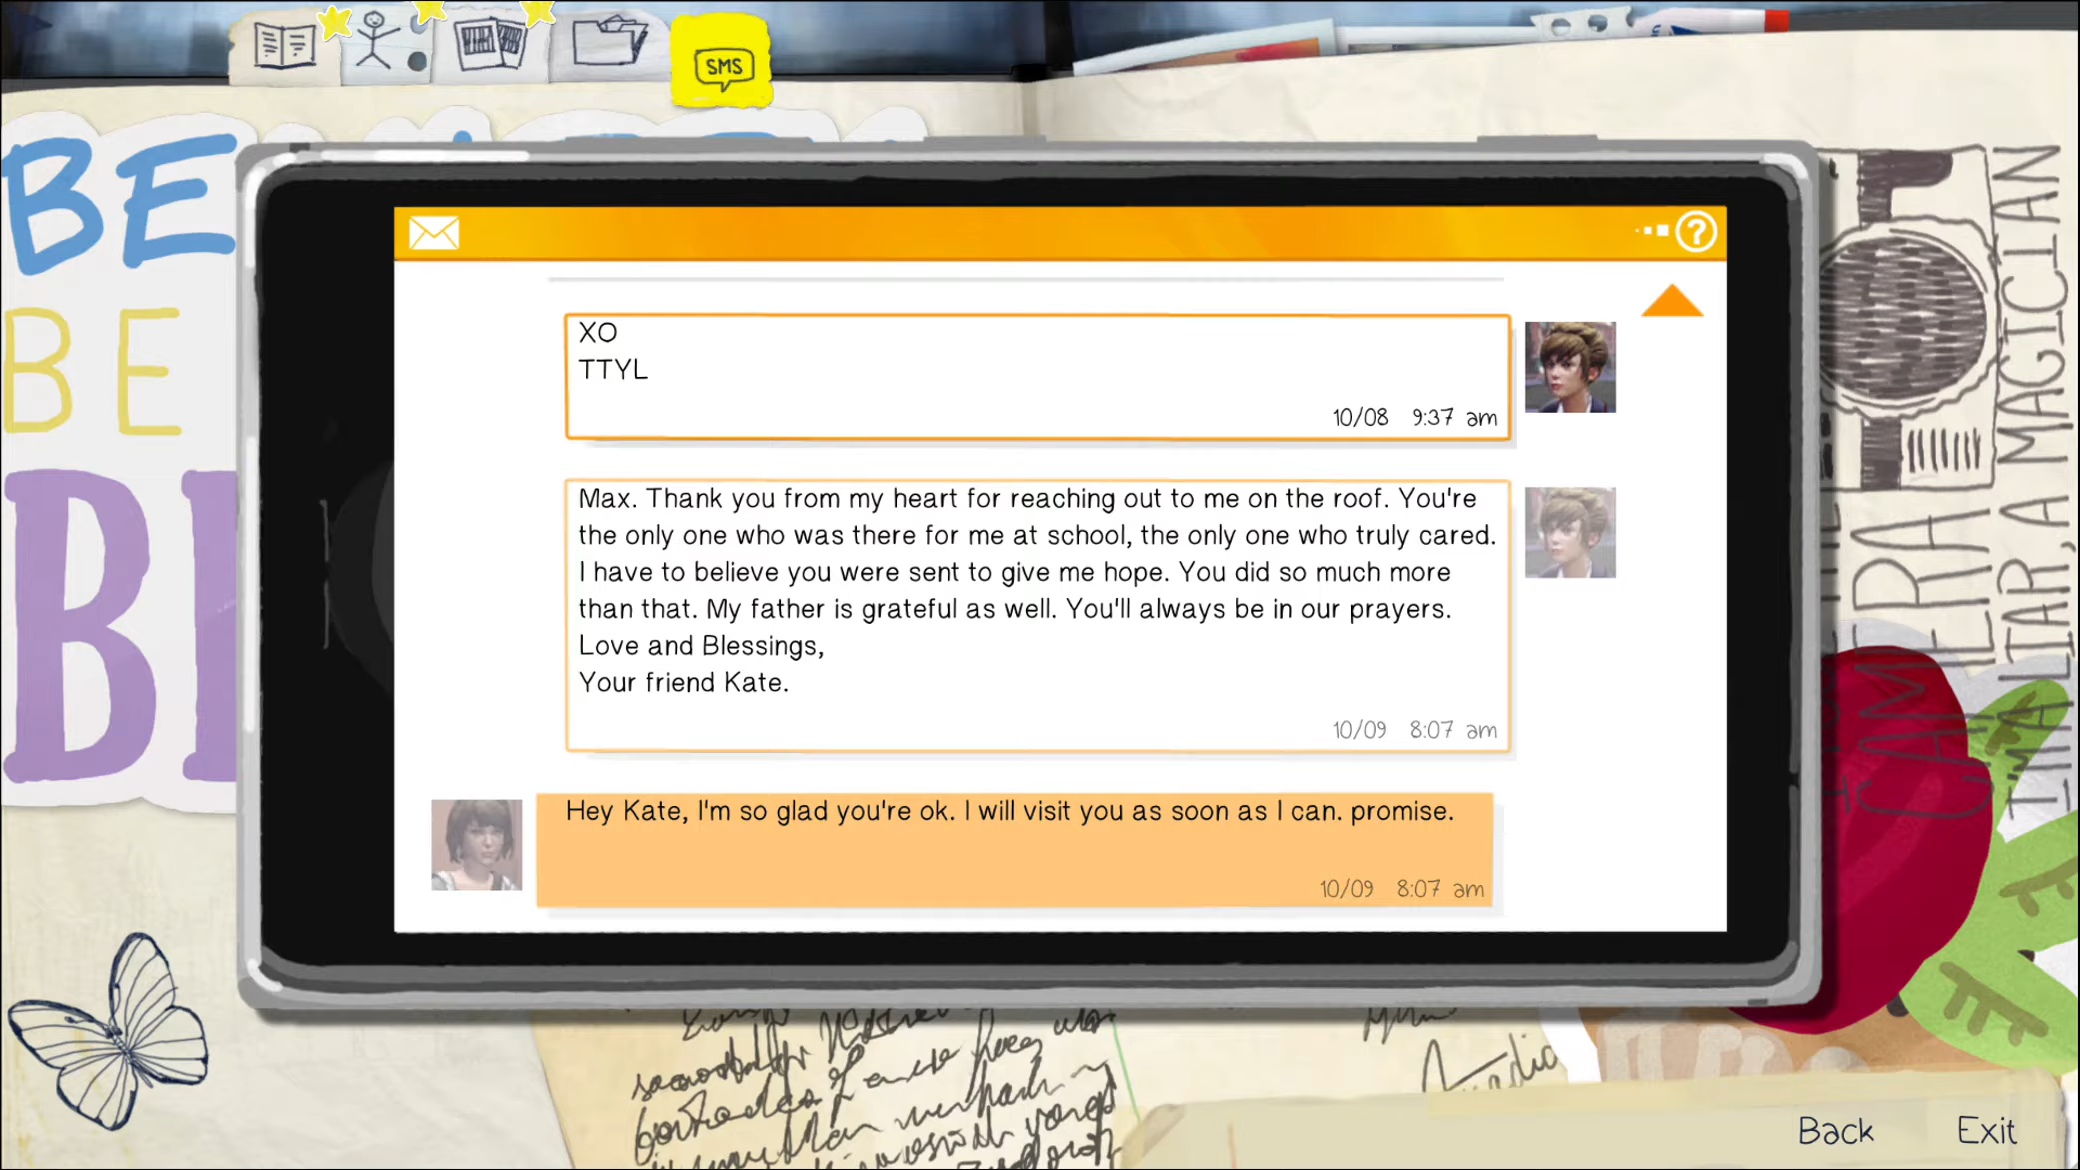 SMS
BE
BE
XO
TTYL
10/08 9:37 am
Max. Thank you from my heart for reaching out to me on the roof. You're
the only one who was there for me at school, the only one who truly cared.
I have to believe you were sent to give me hope. You did so much more
than that. My father is grateful as well. You'll always be in our prayers.
Love and Blessings,
Your friend Kate.
10/09 8:07 am
Hey Kate, I'm so glad you're ok. I will visit you as soon as I can. promise.
10/09 8:07 am
CAMERA
I'M A LIAR, A MAGICIAN
Back
Exit